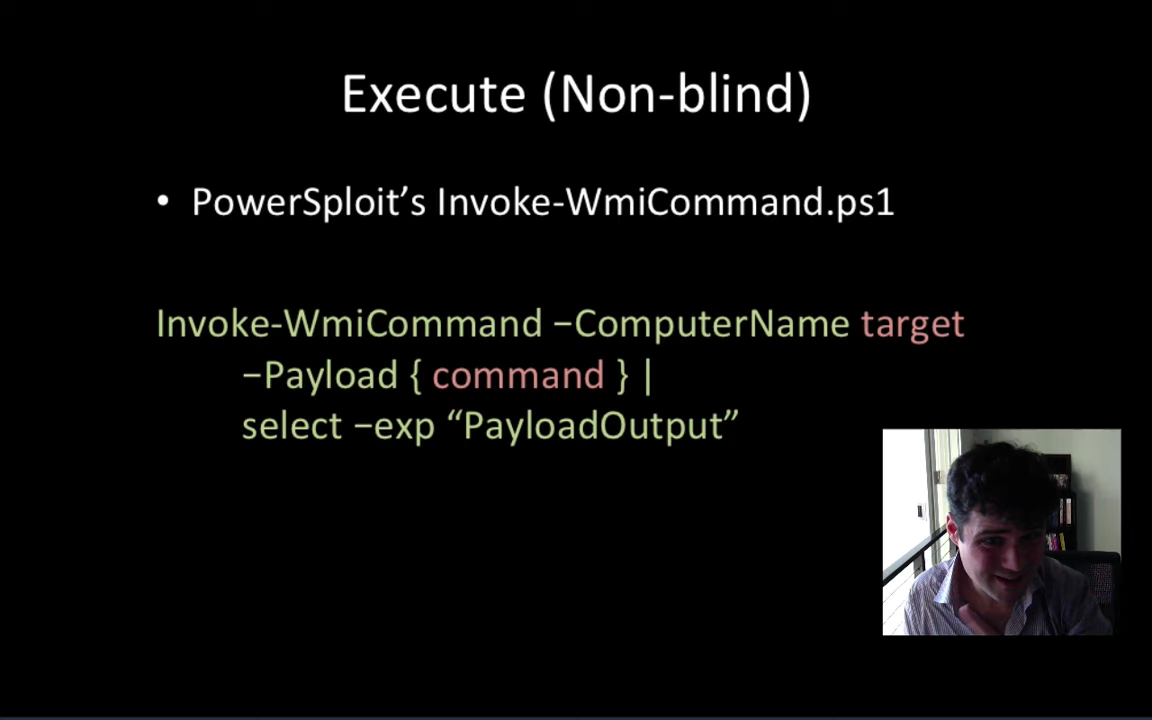 Execute (Non-blind)
• PowerSploit’s Invoke-WmiCommand.ps1
Invoke-WmiCommand –ComputerName target
–Payload { command } |
select –exp “PayloadOutput”